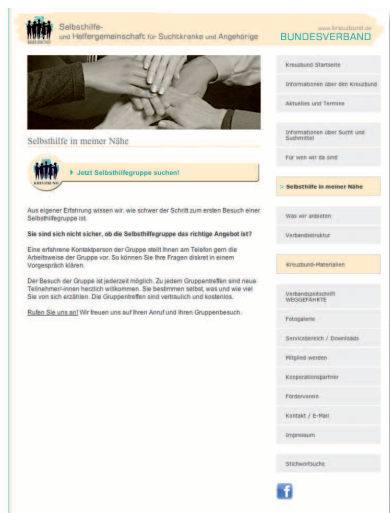 Selbsthilfe-
und Helfergemeinschaft für Suchtkranke und Angehörige
www.kreuzbund.de
BUNDESVERBAND
KREUZBUND
Selbsthilfe in meiner Nähe
KREUZBUND
Jetzt Selbsthilfegruppe suchen!
Aus eigener Erfahrung wissen wir, wie schwer der Schritt zum ersten Besuch einer
Selbsthilfegruppe ist.
Sie sind sich nicht sicher, ob die Selbsthilfegruppe das richtige Angebot ist?
Eine erfahrene Kontaktperson der Gruppe stellt Ihnen am Telefon gern die
Arbeitsweise der Gruppe vor. So können Sie Ihre Fragen diskret in einem
Vorgespräch klären.
Der Besuch der Gruppe ist jederzeit möglich. Zu jedem Gruppentreffen sind neue
Teilnehmer-innen herzlich willkommen. Sie bestimmen selbst, was und wie viel
Sie von sich erzählen. Die Gruppentreffen sind vertraulich und kostenlos.
Rufen Sie uns an! Wir freuen uns auf Ihren Anruf und Ihren Gruppenbesuch.
Kreuzbund Startseite
Informationen über den Kreuzbund
Aktuelles und Termine
Informationen über Sucht und
Suchtmittel
Für wen wir da sind
> Selbsthilfe in meiner Nähe
Was wir anbieten
Verbandsstruktur
Kreuzbund-Materialien
Verbandszeitschrift
WEGGEFÄHRTE
Fotogalerie
Servicebereich / Downloads
Mitglied werden
Kooperationspartner
Förderverein
Kontakt / E-Mail
Impressum
Stichwortsuche
f